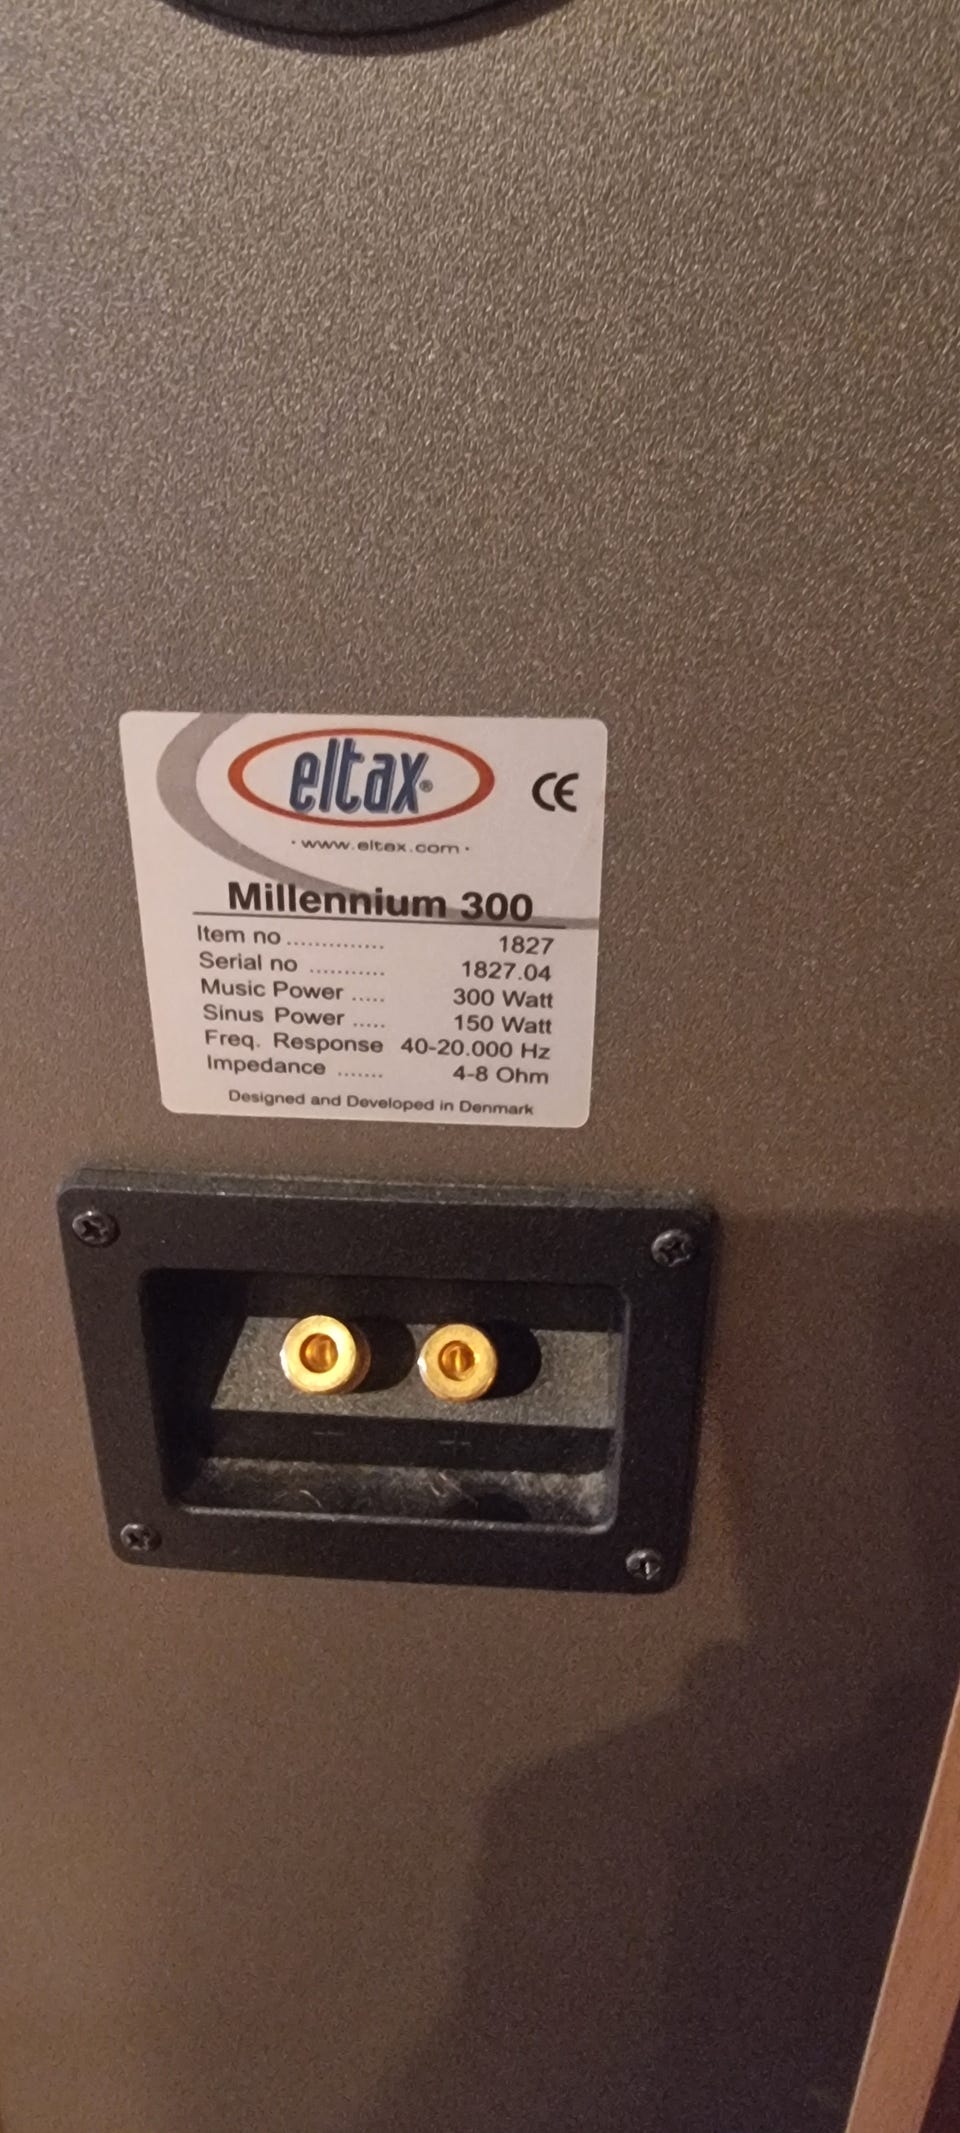 eltax®
CE
· www.eltax.com ·
Millennium 300
Item no .............. 1827
Serial no ........... 1827.04
Music Power ..... 300 Watt
Sinus Power ..... 150 Watt
Freq. Response 40-20.000 Hz
Impedance ....... 4-8 Ohm
Designed and Developed in Denmark
− +